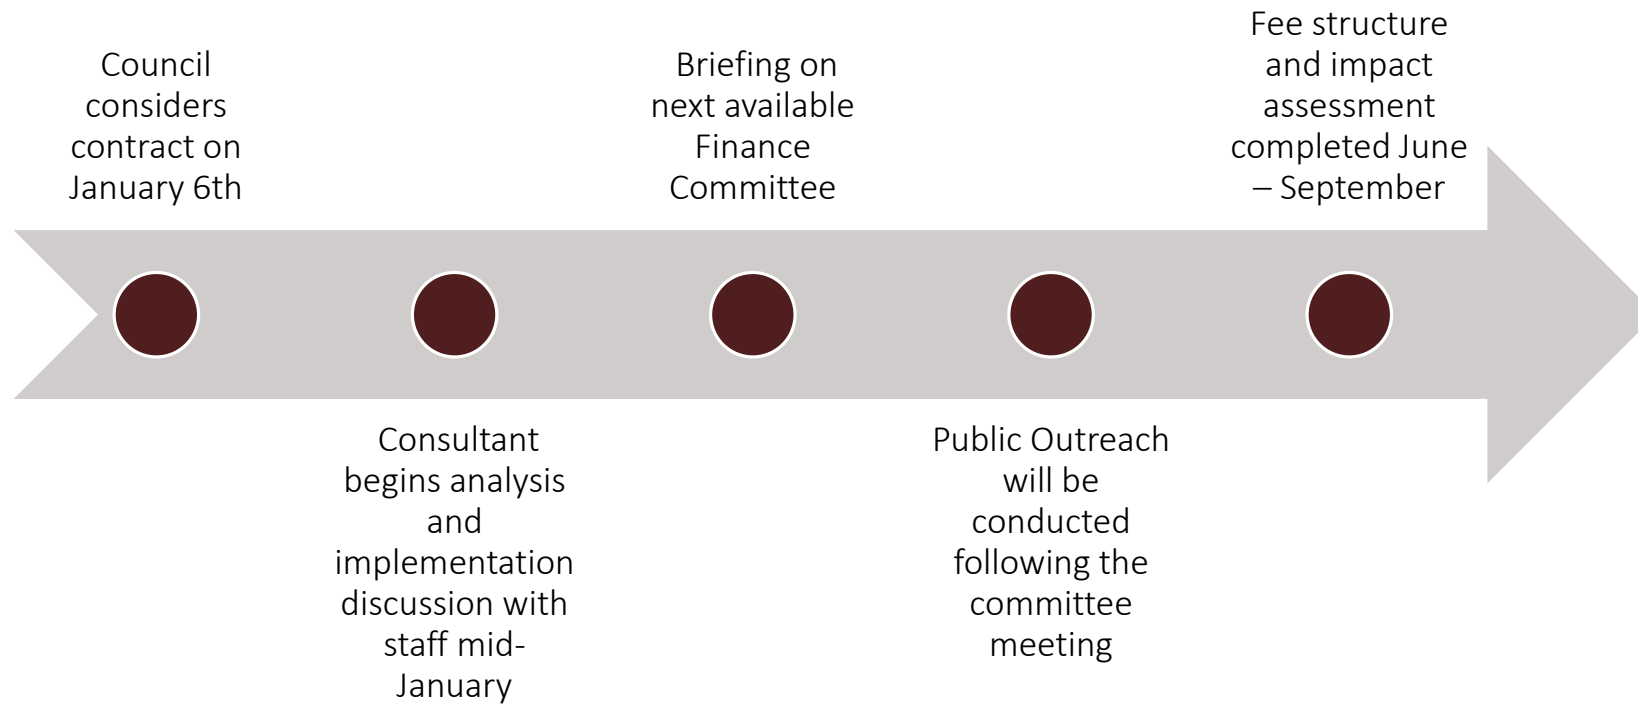 Council
considers
contract on
January 6th
Consultant
begins analysis
and
implementation
discussion with
staff mid-
January
Briefing on
next available
Finance
Committee
Public Outreach
will be
conducted
following the
committee
meeting
Fee structure
and impact
assessment
completed June
– September